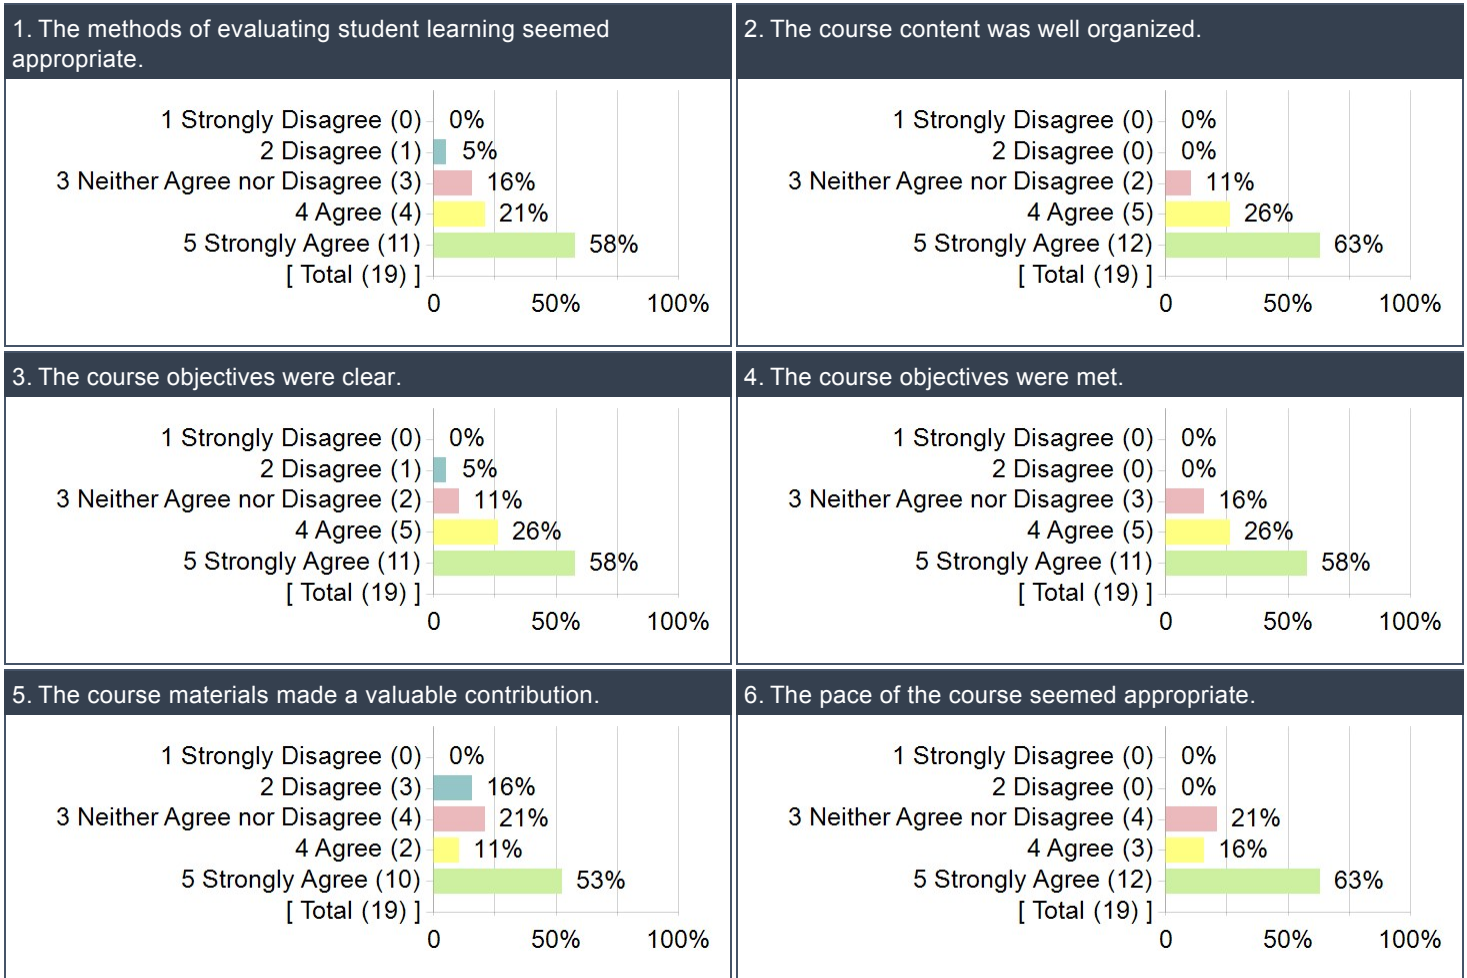 1. The methods of evaluating student learning seemed
appropriate.
1 Strongly Disagree (0) 0%
2 Disagree (1) 5%
3 Neither Agree nor Disagree (3) 16%
4 Agree (4) 21%
5 Strongly Agree (11) 58%
[ Total (19) ]
0 50% 100%
2. The course content was well organized.
1 Strongly Disagree (0) 0%
2 Disagree (0) 0%
3 Neither Agree nor Disagree (2) 11%
4 Agree (5) 26%
5 Strongly Agree (12) 63%
[ Total (19) ]
0 50% 100%
3. The course objectives were clear.
1 Strongly Disagree (0) 0%
2 Disagree (1) 5%
3 Neither Agree nor Disagree (2) 11%
4 Agree (5) 26%
5 Strongly Agree (11) 58%
[ Total (19) ]
0 50% 100%
4. The course objectives were met.
1 Strongly Disagree (0) 0%
2 Disagree (0) 0%
3 Neither Agree nor Disagree (3) 16%
4 Agree (5) 26%
5 Strongly Agree (11) 58%
[ Total (19) ]
0 50% 100%
5. The course materials made a valuable contribution.
1 Strongly Disagree (0) 0%
2 Disagree (3) 16%
3 Neither Agree nor Disagree (4) 21%
4 Agree (2) 11%
5 Strongly Agree (10) 53%
[ Total (19) ]
0 50% 100%
6. The pace of the course seemed appropriate.
1 Strongly Disagree (0) 0%
2 Disagree (0) 0%
3 Neither Agree nor Disagree (4) 21%
4 Agree (3) 16%
5 Strongly Agree (12) 63%
[ Total (19) ]
0 50% 100%